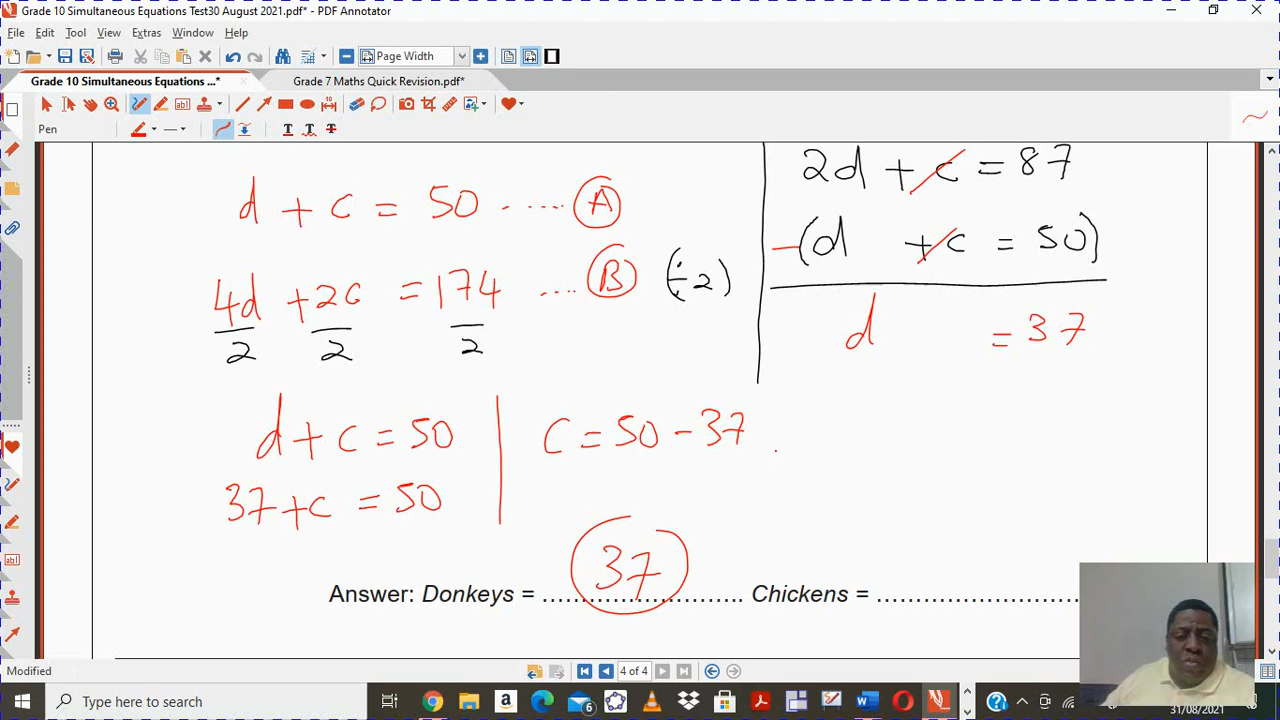 Grade 10 Simultaneous Equations Test30 August 2021.pdf* - PDF Annotator
File Edit Tool View Extras Window Help
Page Width
Grade 10 Simultaneous Equations ...* Grade 7 Maths Quick Revision.pdf*
Pen
d + c = 50 ..... A
4d + 2c = 174 .... B (÷2)
2 2 2
2d + c = 87
-(d + c = 50)
d = 37
d + c = 50
37 + c = 50
C = 50 - 37
37
Answer: Donkeys = .......................... Chickens = ..........................
Modified
4 of 4
Type here to search
6
31/08/2021